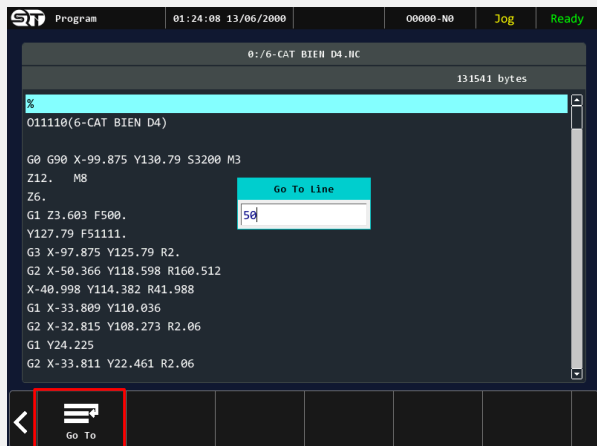 ST Program 01:24:08 13/06/2000 O0000-N0 Jog Ready
0:/6-CAT BIEN D4.NC
131541 bytes
%
O11110(6-CAT BIEN D4)
G0 G90 X-99.875 Y130.79 S3200 M3
Z12. M8
Z6.
G1 Z3.603 F500.
Y127.79 F51111.
G3 X-97.875 Y125.79 R2.
G2 X-50.366 Y118.598 R160.512
X-40.998 Y114.382 R41.988
G1 X-33.809 Y110.036
G2 X-32.815 Y108.273 R2.06
G1 Y24.225
G2 X-33.811 Y22.461 R2.06
Go To Line
50
Go To